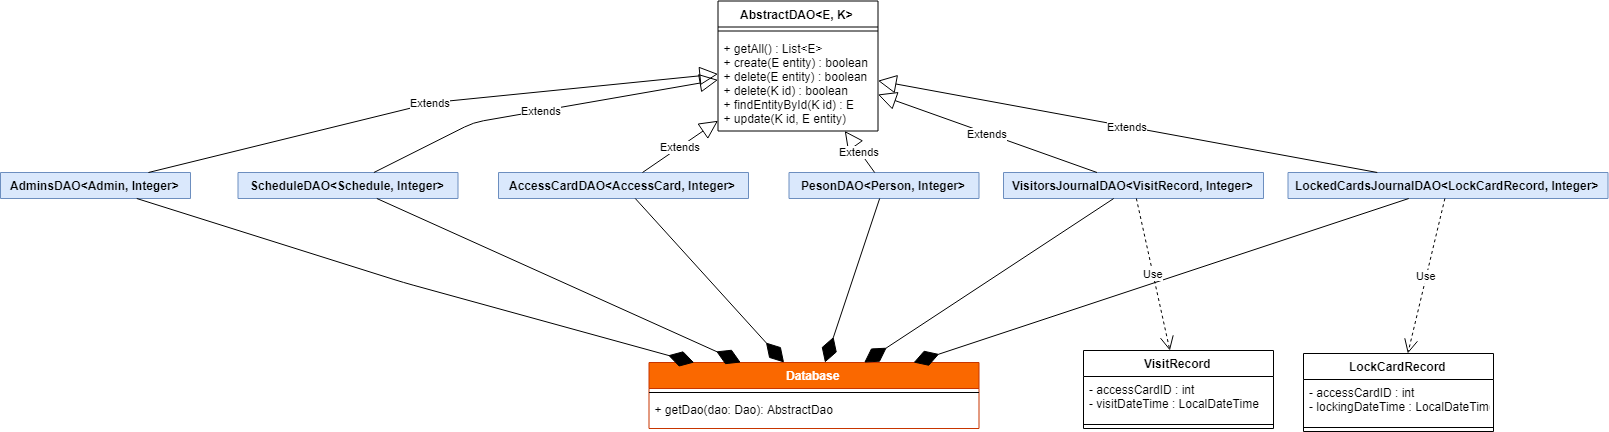 AbstractDAO<E, K>
+ getAll() : List<E>
+ create(E entity) : boolean
+ delete(E entity) : boolean
+ delete(K id) : boolean
+ findEntityById(K id) : E
+ update(K id, E entity)
Extends
Extends
Extends
Extends
Extends
Extends
AdminsDAO<Admin, Integer>
ScheduleDAO<Schedule, Integer>
AccessCardDAO<AccessCard, Integer>
PesonDAO<Person, Integer>
VisitorsJournalDAO<VisitRecord, Integer>
LockedCardsJournalDAO<LockCardRecord, Integer>
Use
Use
Database
+ getDao(dao: Dao): AbstractDao
VisitRecord
- accessCardID : int
- visitDateTime : LocalDateTime
LockCardRecord
- accessCardID : int
- lockingDateTime : LocalDateTim